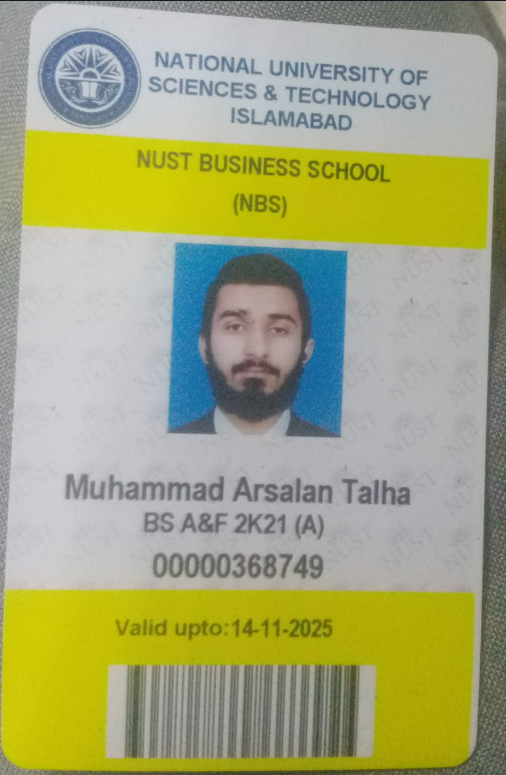 NATIONAL UNIVERSITY OF
SCIENCES & TECHNOLOGY
ISLAMABAD
NUST BUSINESS SCHOOL
(NBS)
Muhammad Arsalan Talha
BS A&F 2K21 (A)
00000368749
Valid upto:14-11-2025